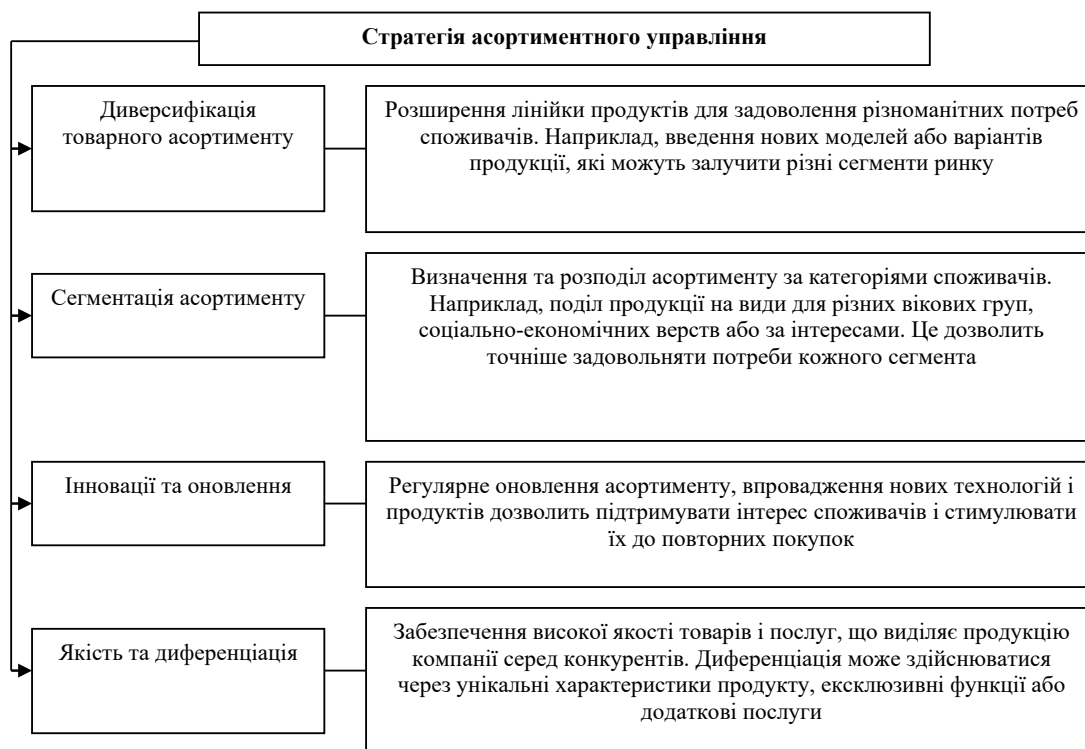 Стратегія асортиментного управління
Диверсифікація
товарного асортименту
Розширення лінійки продуктів для задоволення різноманітних потреб
споживачів. Наприклад, введення нових моделей або варіантів
продукції, які можуть залучити різні сегменти ринку
Сегментація асортименту
Визначення та розподіл асортименту за категоріями споживачів.
Наприклад, поділ продукції на види для різних вікових груп,
соціально-економічних верств або за інтересами. Це дозволить
точніше задовольняти потреби кожного сегмента
Інновації та оновлення
Регулярне оновлення асортименту, впровадження нових технологій і
продуктів дозволить підтримувати інтерес споживачів і стимулювати
їх до повторних покупок
Якість та диференціація
Забезпечення високої якості товарів і послуг, що виділяє продукцію
компанії серед конкурентів. Диференціація може здійснюватися
через унікальні характеристики продукту, ексклюзивні функції або
додаткові послуги